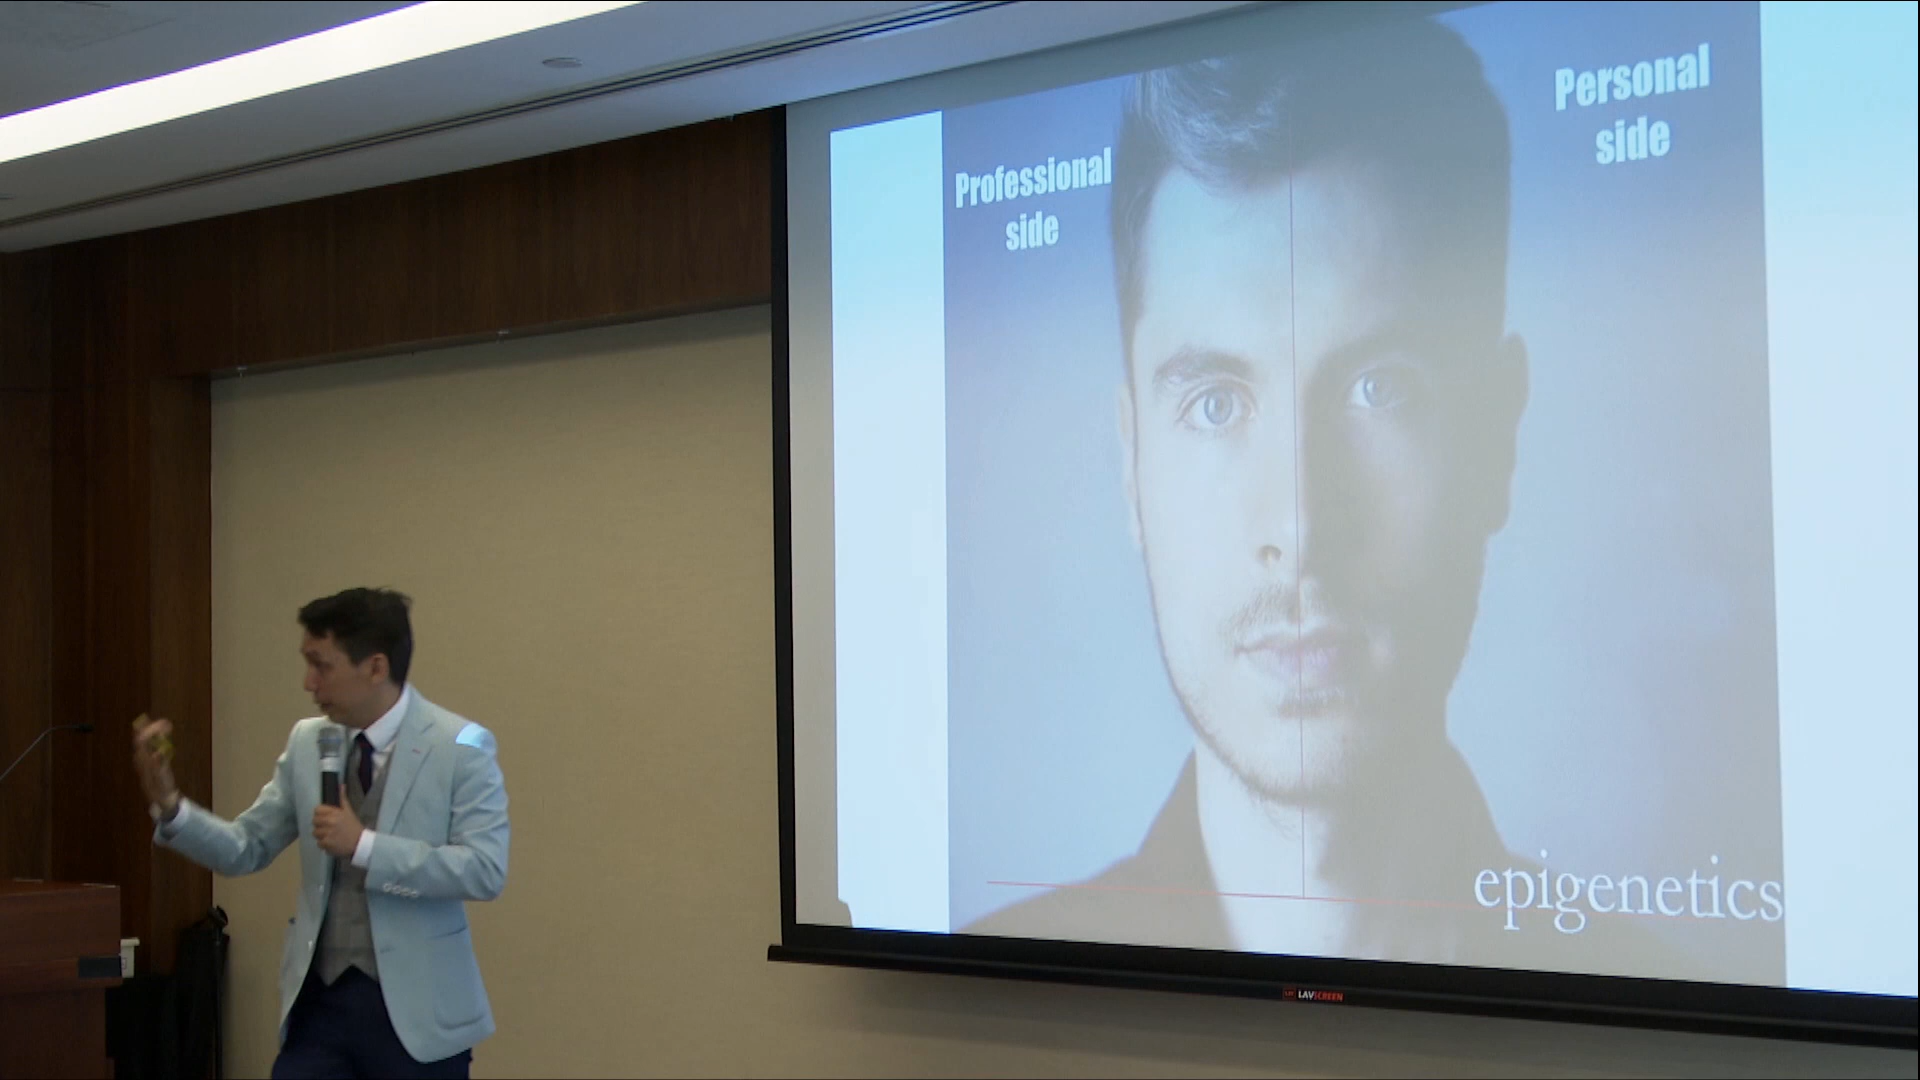 Professional
side
Personal
side
epigenetics
LAVSCREEN